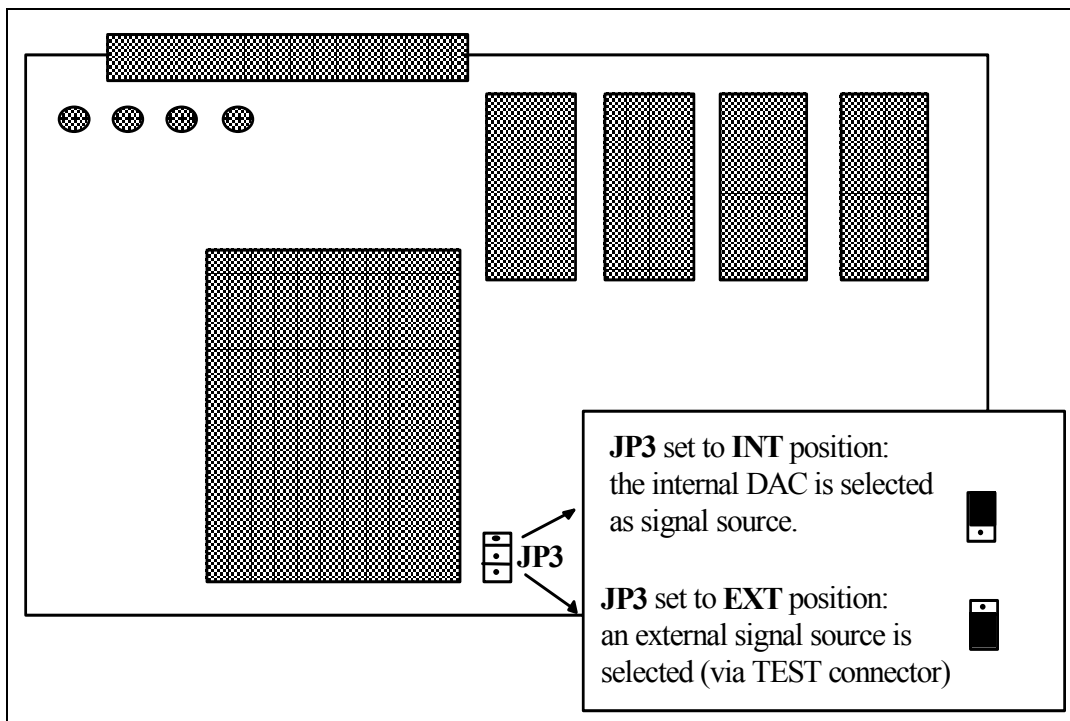 JP3 set to INT position:
the internal DAC is selected
as signal source.
JP3
JP3 set to EXT position:
an external signal source is
selected (via TEST connector)